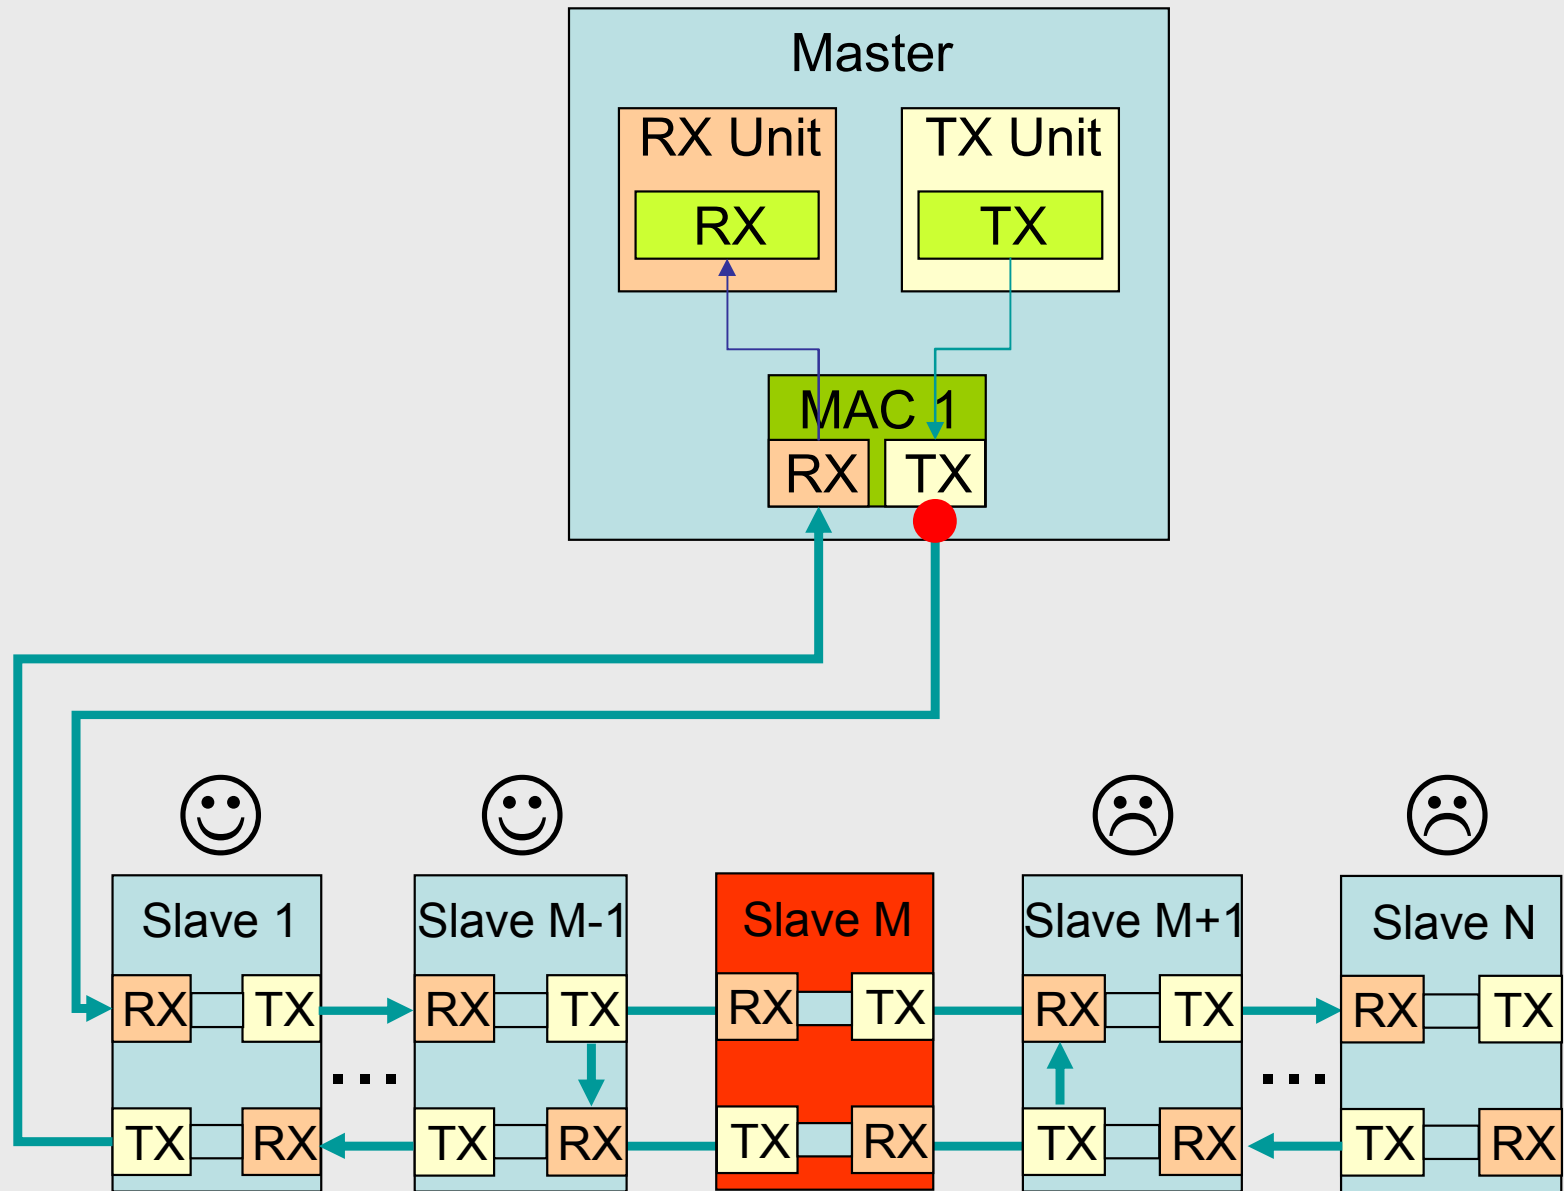 Master
RX Unit
TX Unit
RX
TX
MAC 1
RX
TX
Slave 1
Slave M-1
Slave M
Slave M+1
Slave N
RX
TX
RX
TX
RX
TX
RX
TX
RX
TX
...
...
TX
RX
TX
RX
TX
RX
TX
RX
TX
RX